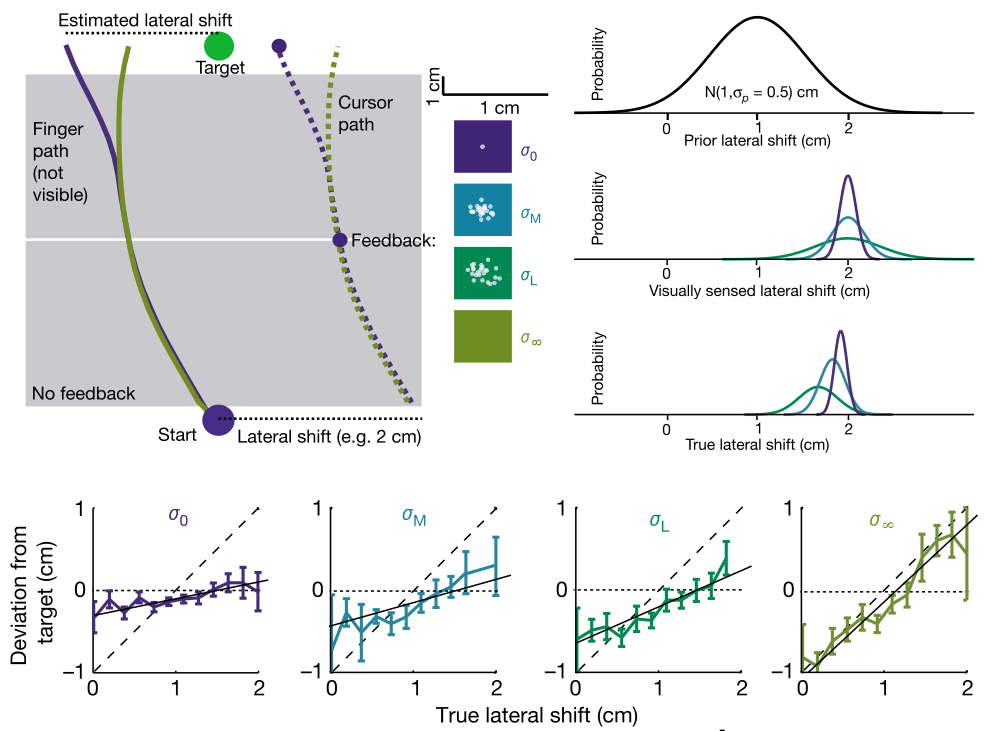 Estimated lateral shift
Target
Finger
path
(not
visible)
Cursor
path
Feedback:
No feedback
Start
Lateral shift (e.g. 2 cm)
1 cm
1 cm
σ0
σM
σL
σ∞
Probability
N(1,σp = 0.5) cm
0 1 2
Prior lateral shift (cm)
Probability
0 1 2
Visually sensed lateral shift (cm)
Probability
0 1 2
True lateral shift (cm)
Deviation from
target (cm)
σ0
1
0
−1
0 1 2
σM
1
0
−1
0 1 2
σL
1
0
−1
0 1 2
σ∞
1
0
−1
0 1 2
True lateral shift (cm)